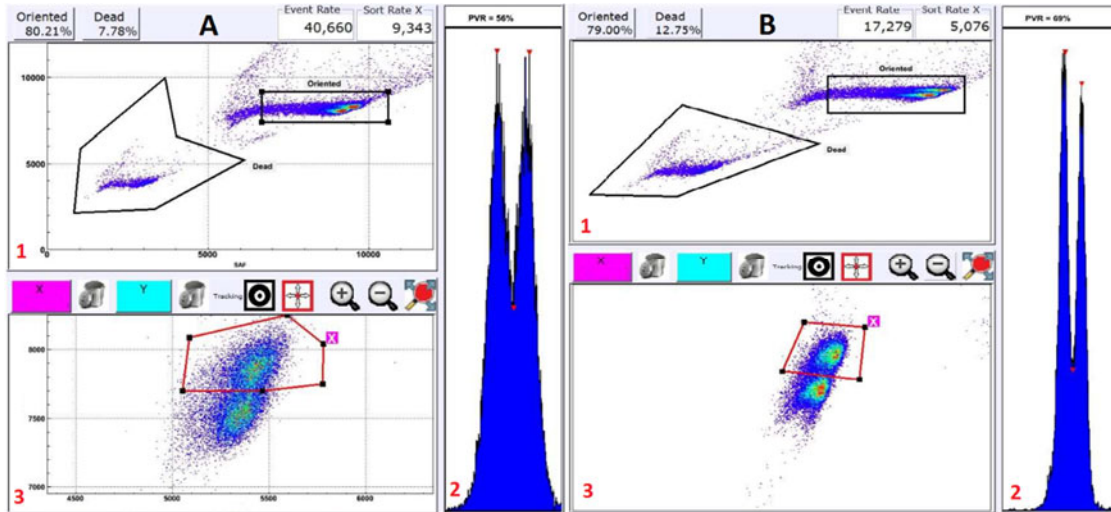 Oriented
80.21%
Dead
7.78%
A
Event Rate
40,660
Sort Rate X
9,343
10000
5000
0
5000
10000
SAF
Oriented
Dead
1
X
Y
Tracking
8000
7500
7000
4500
5000
5500
6000
X
3
PVR = 56%
2
Oriented
79.00%
Dead
12.75%
B
Event Rate
17,279
Sort Rate X
5,076
Oriented
Dead
1
X
Y
Tracking
X
3
PVR = 69%
2